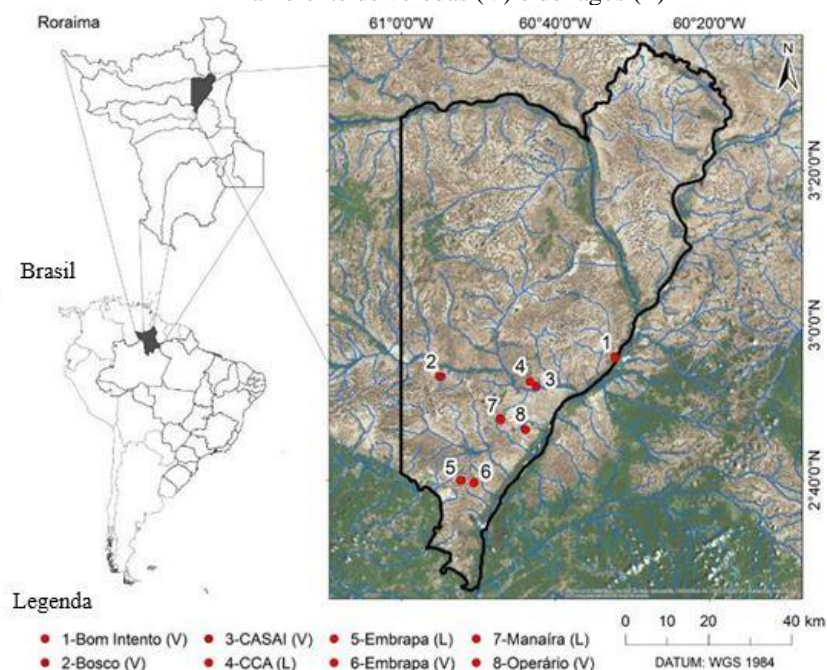 Roraima
61°0'0"W 60°40'0"W 60°20'0"W
N
3°20'0"N
Brasil
3°0'0"N
1
2
4
3
7
8
5
6
2°40'0"N
Legenda
1-Bom Intento (V) 3-CASAI (V) 5-Embrapa (L) 7-Manaíra (L)
2-Bosco (V) 4-CCA (L) 6-Embrapa (V) 8-Operário (V)
0 10 20 40 km
DATUM: WGS 1984